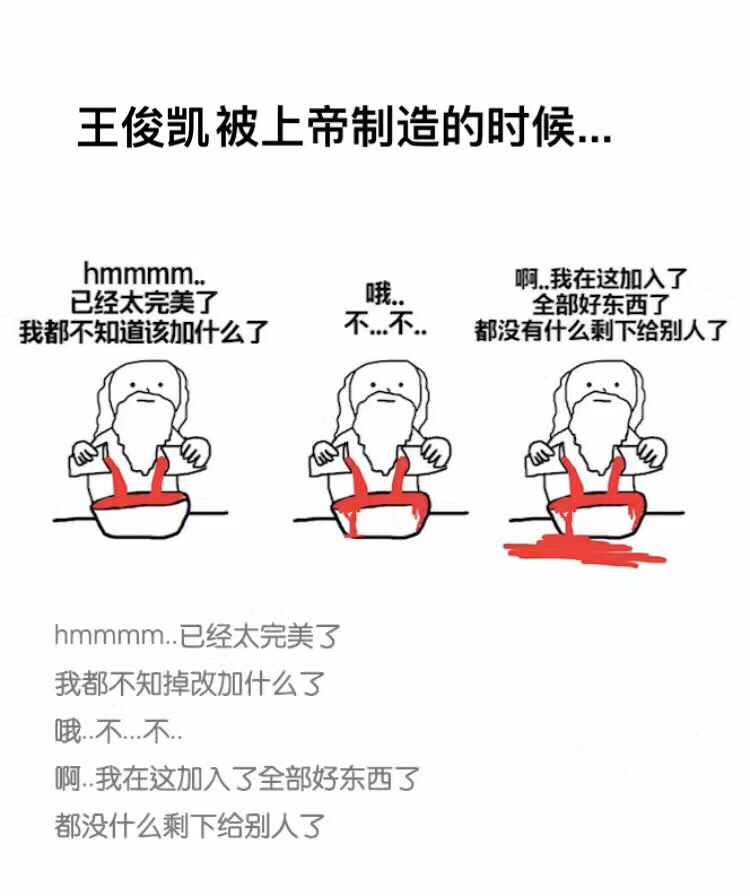 王俊凯被上帝制造的时候...
hmmmm..
已经太完美了
我都不知道该加什么了
哦..
不...不..
啊..我在这加入了
全部好东西了
都没有什么剩下给别人了
hmmmm..已经太完美了
我都不知掉改加什么了
哦..不...不..
啊..我在这加入了全部好东西了
都没什么剩下给别人了